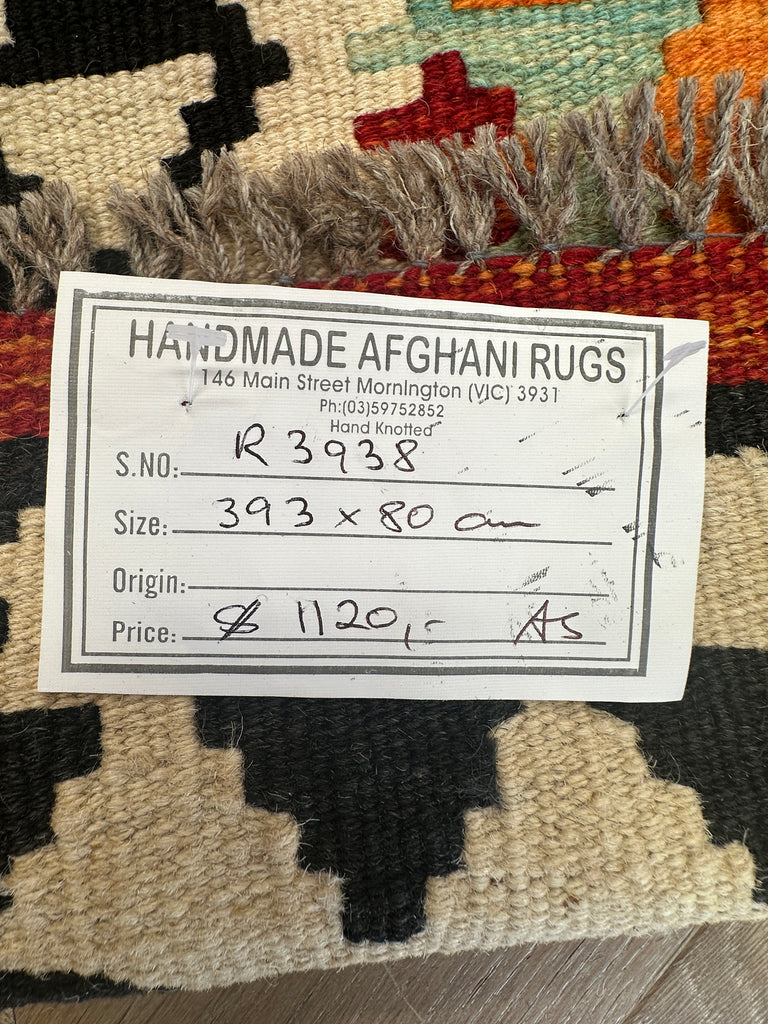 HANDMADE AFGHANI RUGS
146 Main Street Mornington (VIC) 3931
Ph:(03)59752852
Hand Knotted
S.NO: R3938
Size: 393 x 80 cm
Origin:
Price: $ 1120,- AS